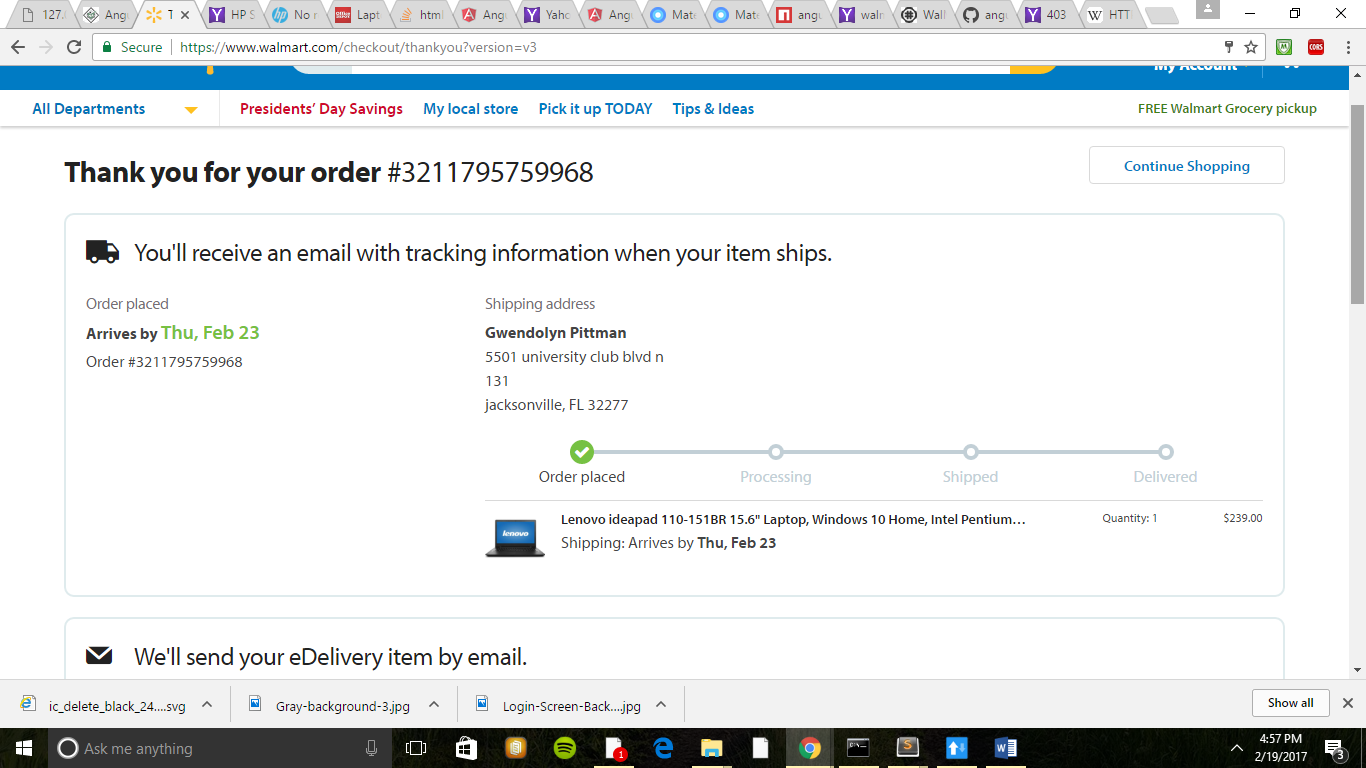 127.
Ang
T
HP S
No r
Lapt
html
Ang
Yaho
Ang
Mate
Mate
angu
waln
Wall
angu
403
HTT
Secure
https://www.walmart.com/checkout/thankyou?version=v3
CORS
My Account
All Departments
Presidents' Day Savings
My local store
Pick it up TODAY
Tips & Ideas
FREE Walmart Grocery pickup
Thank you for your order #3211795759968
Continue Shopping
You'll receive an email with tracking information when your item ships.
Order placed
Arrives by Thu, Feb 23
Order #3211795759968
Shipping address
Gwendolyn Pittman
5501 university club blvd n
131
jacksonville, FL 32277
Order placed
Processing
Shipped
Delivered
lenovo
Lenovo ideapad 110-151BR 15.6" Laptop, Windows 10 Home, Intel Pentium…
Quantity: 1
$239.00
Shipping: Arrives by Thu, Feb 23
We'll send your eDelivery item by email.
ic_delete_black_24....svg
Gray-background-3.jpg
Login-Screen-Back....jpg
Show all
Ask me anything
1
4:57 PM
2/19/2017
3